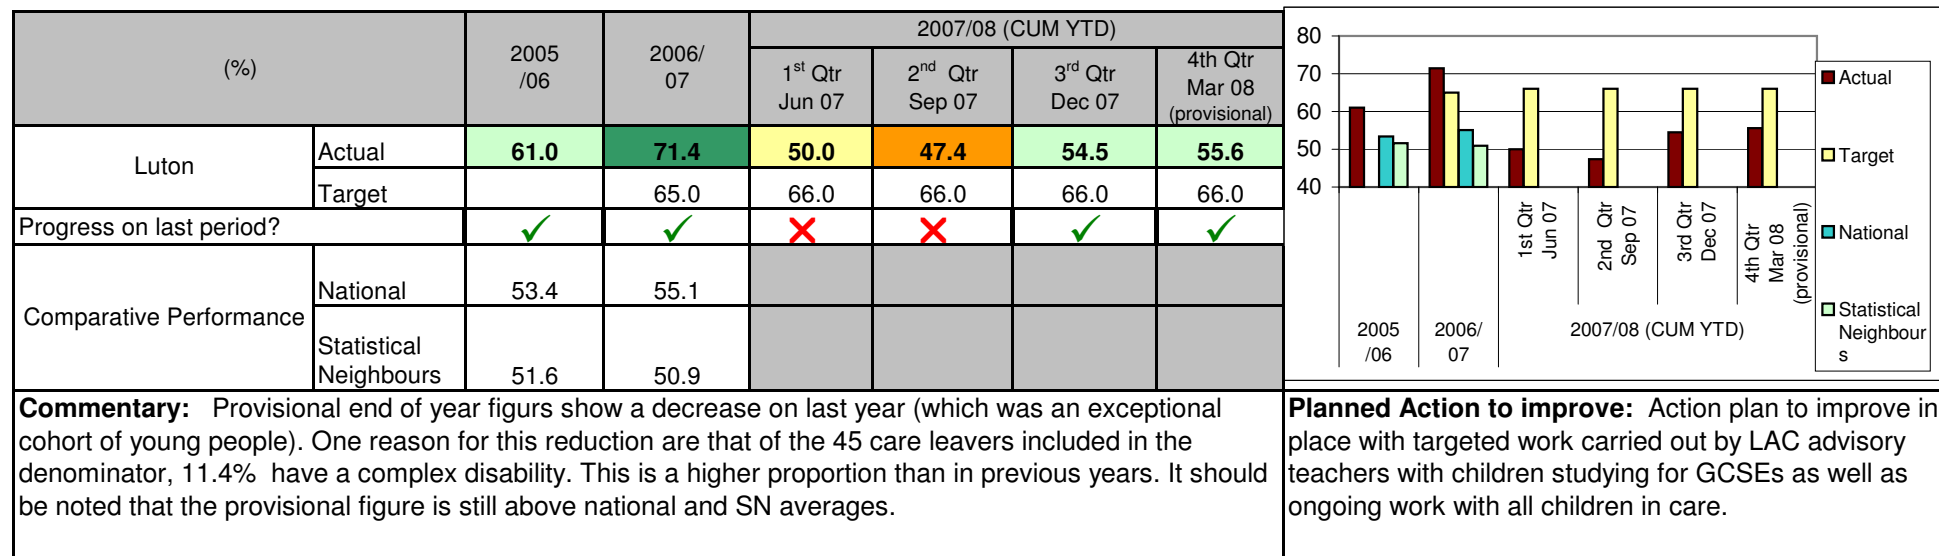 (%)
2005
/06
2006/
07
2007/08 (CUM YTD)
1st Qtr
Jun 07
2nd Qtr
Sep 07
3rd Qtr
Dec 07
4th Qtr
Mar 08
(provisional)
Luton
Actual 61.0 71.4 50.0 47.4 54.5 55.6
Target 65.0 66.0 66.0 66.0 66.0
Progress on last period?
Comparative Performance
National 53.4 55.1
Statistical
Neighbours 51.6 50.9
80
70
60
50
40
1st Qtr
Jun 07
2nd Qtr
Sep 07
3rd Qtr
Dec 07
4th Qtr
Mar 08
(provisional)
2005
/06
2006/
07
2007/08 (CUM YTD)
Actual
Target
National
Statistical
Neighbour
s
Commentary: Provisional end of year figurs show a decrease on last year (which was an exceptional
cohort of young people). One reason for this reduction are that of the 45 care leavers included in the
denominator, 11.4% have a complex disability. This is a higher proportion than in previous years. It should
be noted that the provisional figure is still above national and SN averages.
Planned Action to improve: Action plan to improve in
place with targeted work carried out by LAC advisory
teachers with children studying for GCSEs as well as
ongoing work with all children in care.